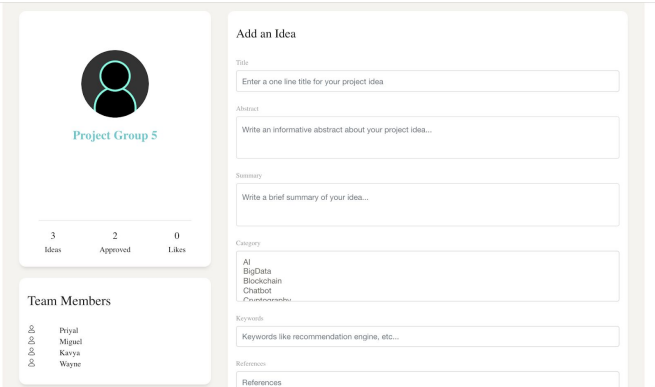 Project Group 5
3 2 0
Ideas Approved Likes
Team Members
Priyal
Miguel
Kavya
Wayne
Add an Idea
Title
Enter a one line title for your project idea
Abstract
Write an informative abstract about your project idea...
Summary
Write a brief summary of your idea...
Category
AI
BigData
Blockchain
Chatbot
Cryptography
Keywords
Keywords like recommendation engine, etc...
References
References